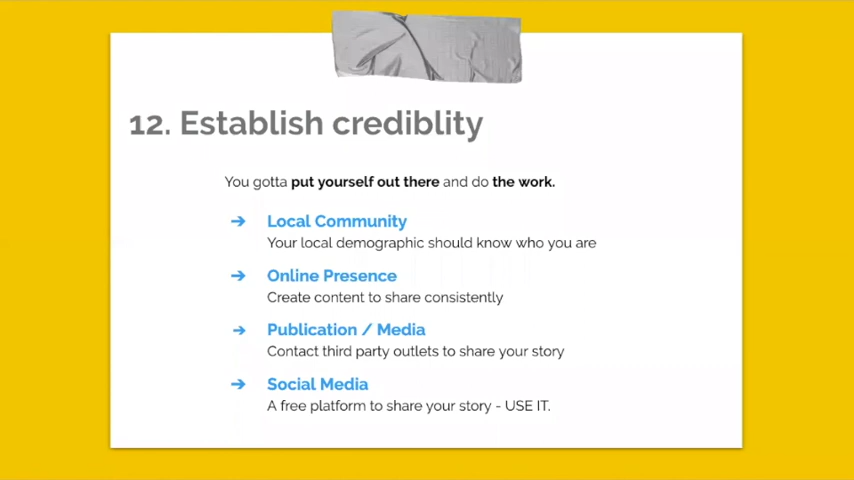 12. Establish crediblity
You gotta put yourself out there and do the work.
➔ Local Community
Your local demographic should know who you are
➔ Online Presence
Create content to share consistently
➔ Publication / Media
Contact third party outlets to share your story
➔ Social Media
A free platform to share your story - USE IT.